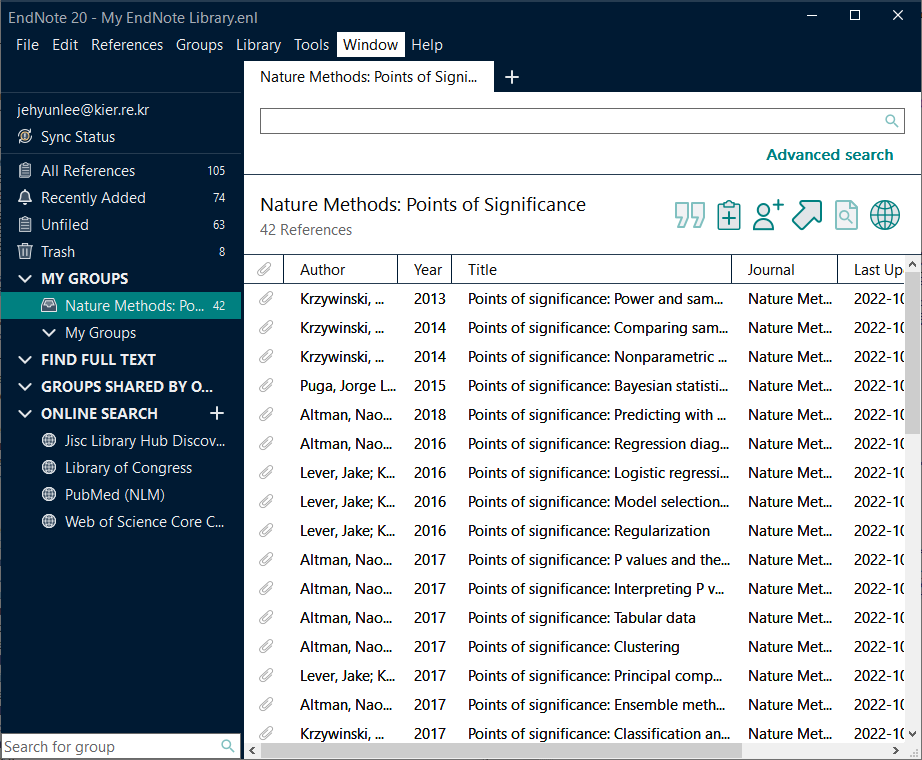 EndNote 20 - My EndNote Library.enl
File Edit References Groups Library Tools Window Help
Nature Methods: Points of Signi...
jehyunlee@kier.re.kr
Sync Status
All References 105
Recently Added 74
Unfiled 63
Trash 8
MY GROUPS
Nature Methods: Po... 42
My Groups
FIND FULL TEXT
GROUPS SHARED BY O...
ONLINE SEARCH +
Jisc Library Hub Discov...
Library of Congress
PubMed (NLM)
Web of Science Core C...
Search for group
Advanced search
Nature Methods: Points of Significance
42 References
Author Year Title Journal Last Up
Krzywinski, ... 2013 Points of significance: Power and sam... Nature Met... 2022-10
Krzywinski, ... 2014 Points of significance: Comparing sam... Nature Met... 2022-10
Krzywinski, ... 2014 Points of significance: Nonparametric ... Nature Met... 2022-10
Puga, Jorge L... 2015 Points of significance: Bayesian statisti... Nature Met... 2022-10
Altman, Nao... 2018 Points of significance: Predicting with ... Nature Met... 2022-10
Altman, Nao... 2016 Points of significance: Regression diag... Nature Met... 2022-10
Lever, Jake; K... 2016 Points of significance: Logistic regressi... Nature Met... 2022-10
Lever, Jake; K... 2016 Points of significance: Model selection... Nature Met... 2022-10
Lever, Jake; K... 2016 Points of significance: Regularization Nature Met... 2022-10
Altman, Nao... 2017 Points of significance: P values and the... Nature Met... 2022-10
Altman, Nao... 2017 Points of significance: Interpreting P v... Nature Met... 2022-10
Altman, Nao... 2017 Points of significance: Tabular data Nature Met... 2022-10
Altman, Nao... 2017 Points of significance: Clustering Nature Met... 2022-10
Lever, Jake; K... 2017 Points of significance: Principal comp... Nature Met... 2022-10
Altman, Nao... 2017 Points of significance: Ensemble meth... Nature Met... 2022-10
Krzywinski, ... 2017 Points of significance: Classification an... Nature Met... 2022-10